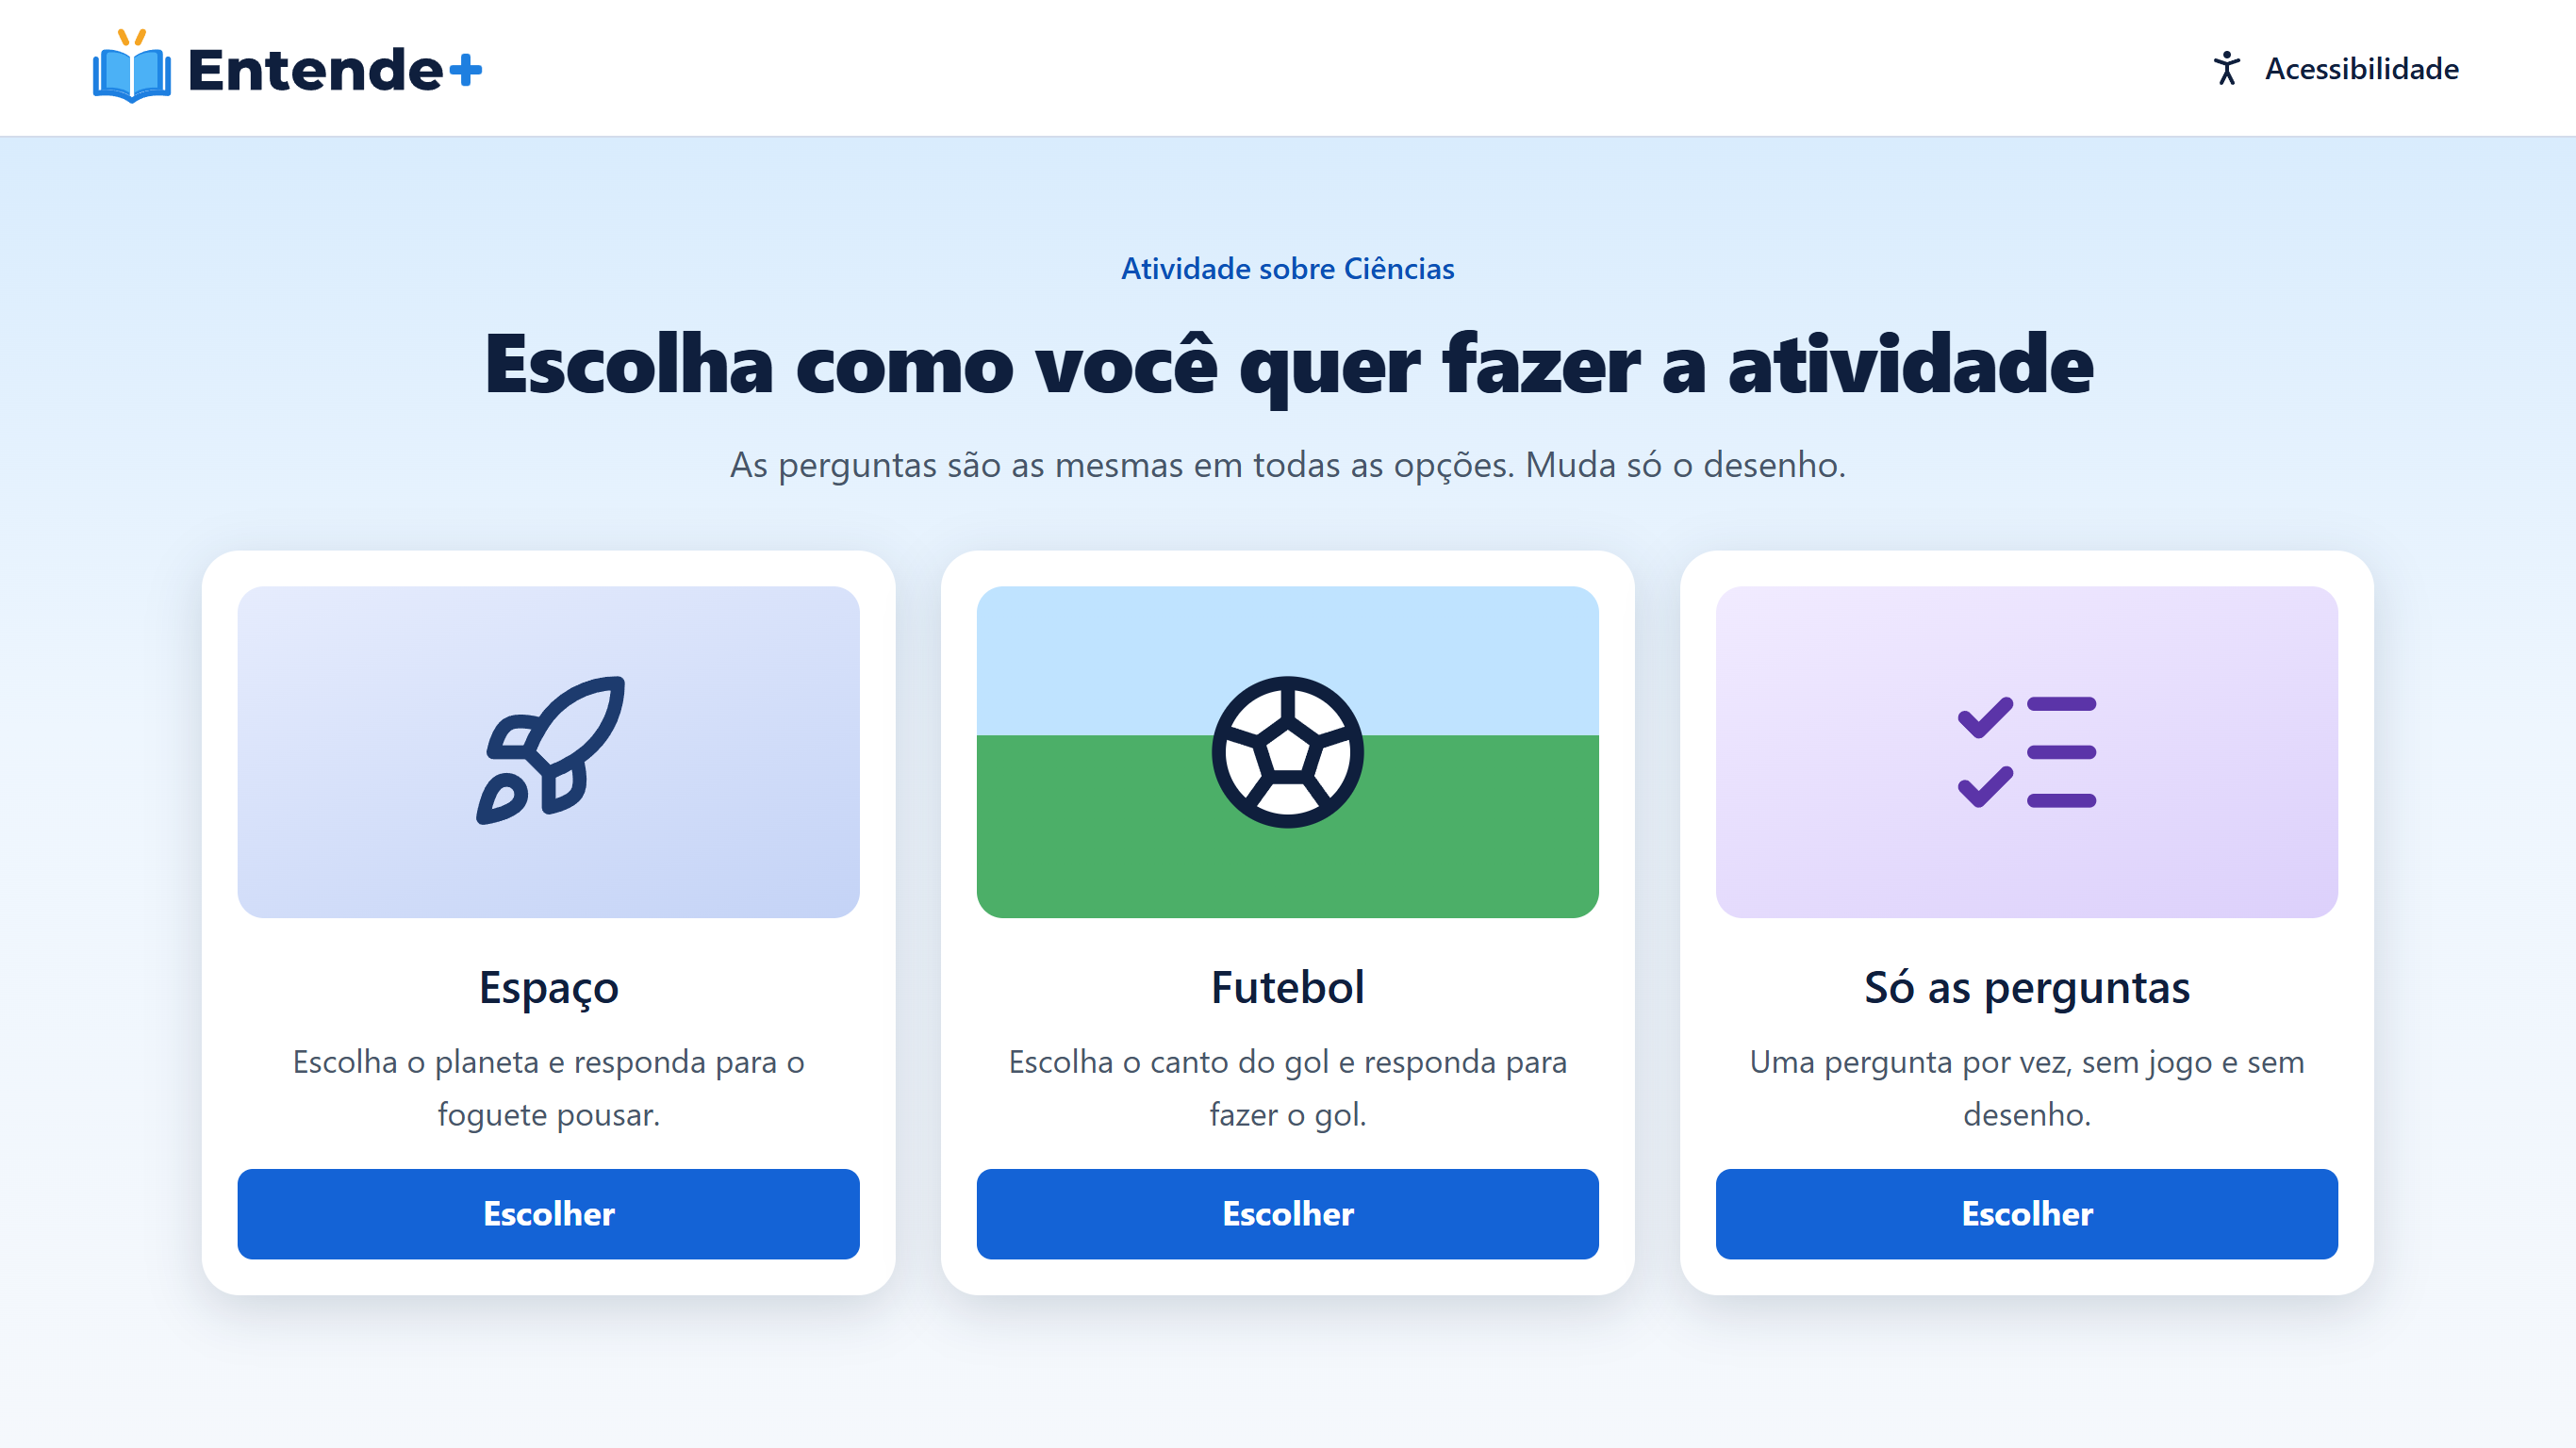 Entende+
Acessibilidade
Atividade sobre Ciências
Escolha como você quer fazer a atividade
As perguntas são as mesmas em todas as opções. Muda só o desenho.
Espaço
Escolha o planeta e responda para o
foguete pousar.
Escolher
Futebol
Escolha o canto do gol e responda para
fazer o gol.
Escolher
Só as perguntas
Uma pergunta por vez, sem jogo e sem
desenho.
Escolher